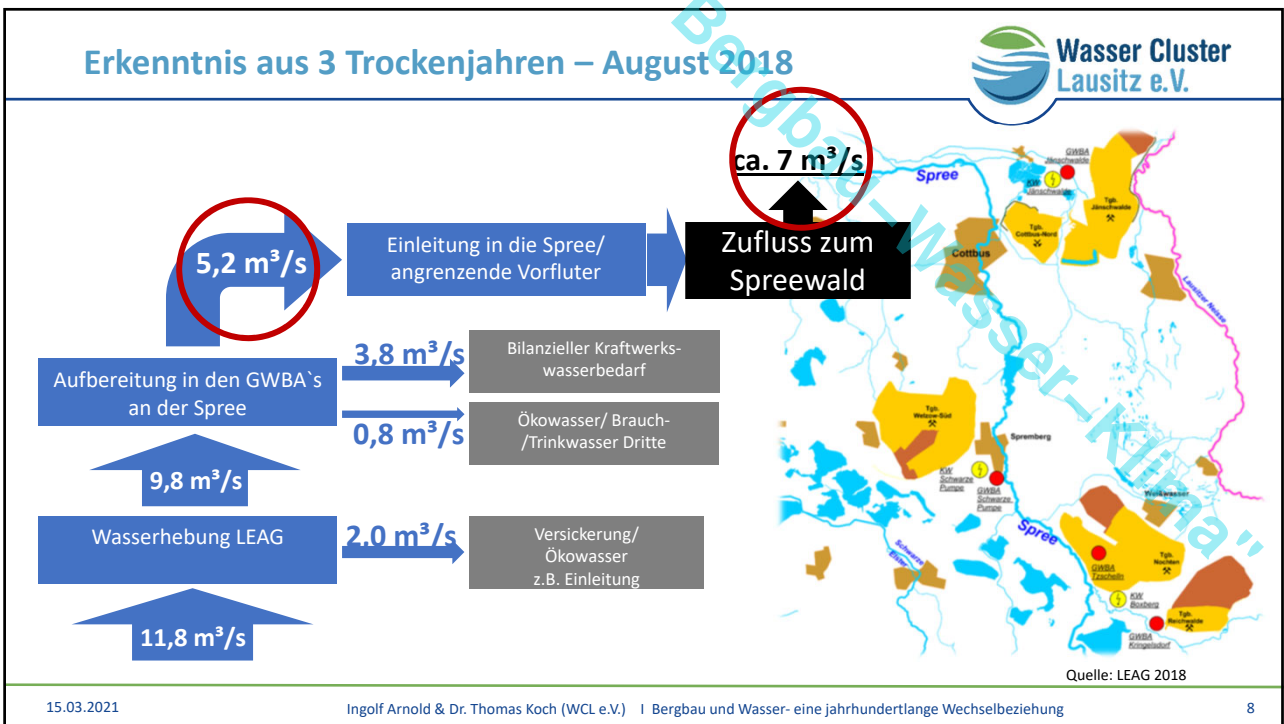 Erkenntnis aus 3 Trockenjahren – August 2018
Wasser Cluster
Lausitz e.V.
ca. 7 m³/s
5,2 m³/s
Einleitung in die Spree/
angrenzende Vorfluter
Zufluss zum
Spreewald
Aufbereitung in den GWBA`s
an der Spree
3,8 m³/s
Bilanzieller Kraftwerks-
wasserbedarf
0,8 m³/s
Ökowasser/ Brauch-
/Trinkwasser Dritte
9,8 m³/s
Wasserhebung LEAG
2,0 m³/s
Versickerung/
Ökowasser
z.B. Einleitung
11,8 m³/s
Spree
GWBA
Jänschwalde
KW
Jänschwalde
Tgb.
Jänschwalde
Tgb.
Cottbus-Nord
Cottbus
Lausitzer Neisse
Tgb.
Welzow-Süd
Spremberg
KW
Schwarze
Pumpe
GWBA
Schwarze
Pumpe
Weißwasser
Spree
Schwarze
Elster
GWBA
Tzschelln
Tgb.
Nochten
KW
Boxberg
Tgb.
Reichwalde
GWBA
Kringelsdorf
Bergbau–Wasser–Klima"
Quelle: LEAG 2018
15.03.2021
Ingolf Arnold & Dr. Thomas Koch (WCL e.V.) I Bergbau und Wasser- eine jahrhundertlange Wechselbeziehung
8